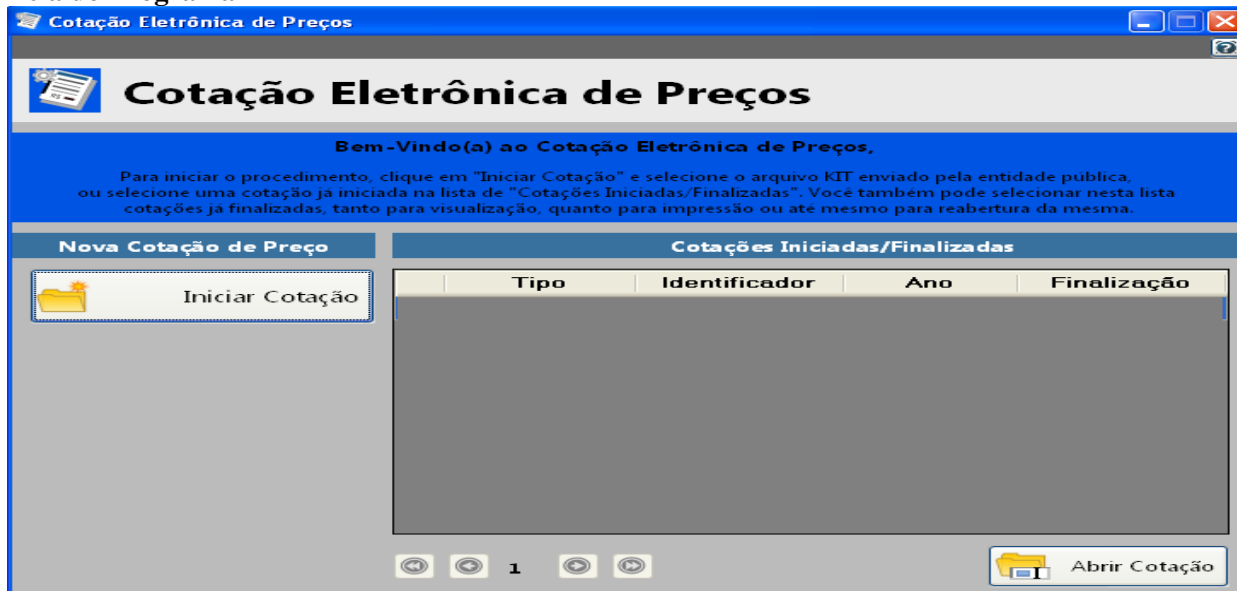 Cotação Eletrônica de Preços
Cotação Eletrônica de Preços
Bem-Vindo(a) ao Cotação Eletrônica de Preços,
Para iniciar o procedimento, clique em "Iniciar Cotação" e selecione o arquivo KIT enviado pela entidade pública,
ou selecione uma cotação já iniciada na lista de "Cotações Iniciadas/Finalizadas". Você também pode selecionar nesta lista
cotações já finalizadas, tanto para visualização, quanto para impressão ou até mesmo para reabertura da mesma.
Nova Cotação de Preço
Cotações Iniciadas/Finalizadas
Iniciar Cotação
Tipo Identificador Ano Finalização
1
Abrir Cotação